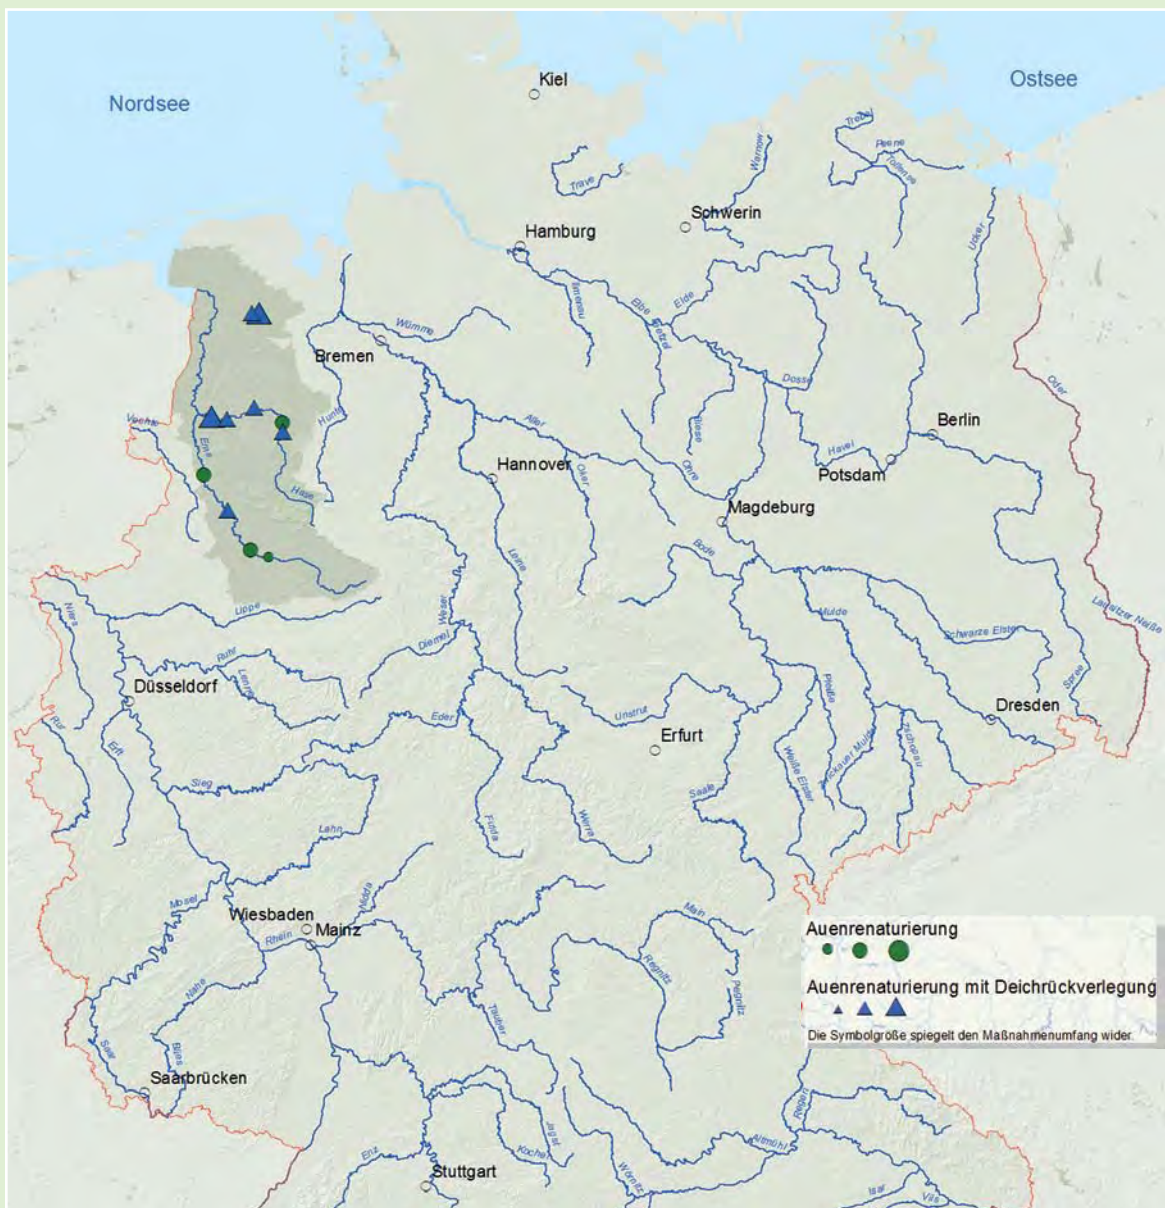 Kiel
Nordsee
Ostsee
Trebel
Peene
Tollense
Warnow
Trave
Schwerin
Hamburg
Ucker
Elde
Ilmenau
Elbe
Jeetzel
Wümme
Bremen
Oder
Dosse
Vechte
Hunte
Ems
Aller
Biese
Berlin
Havel
Hannover
Oker
Ohre
Potsdam
Hase
Magdeburg
Leine
Bode
Niers
Lippe
Weser
Mulde
Lausitzer Neiße
Schwarze Elster
Diemel
Ruhr
Lenne
Düsseldorf
Spree
Pleiße
Dresden
Rur
Eder
Unstrut
Erft
Erfurt
Zschopau
Zwickauer Mulde
Weiße Elster
Sieg
Saale
Lahn
Fulda
Werra
Mosel
Nidda
Wiesbaden
Main
Mainz
Rhein
Auenrenaturierung
Regnitz
Pegnitz
Nahe
Auenrenaturierung mit Deichrückverlegung
Tauber
Die Symbolgröße spiegelt den Maßnahmenumfang wider.
Saar
Blies
Saarbrücken
Regen
Jagst
Altmühl
Enz
Kocher
Stuttgart
Wörnitz
Isar
Vils